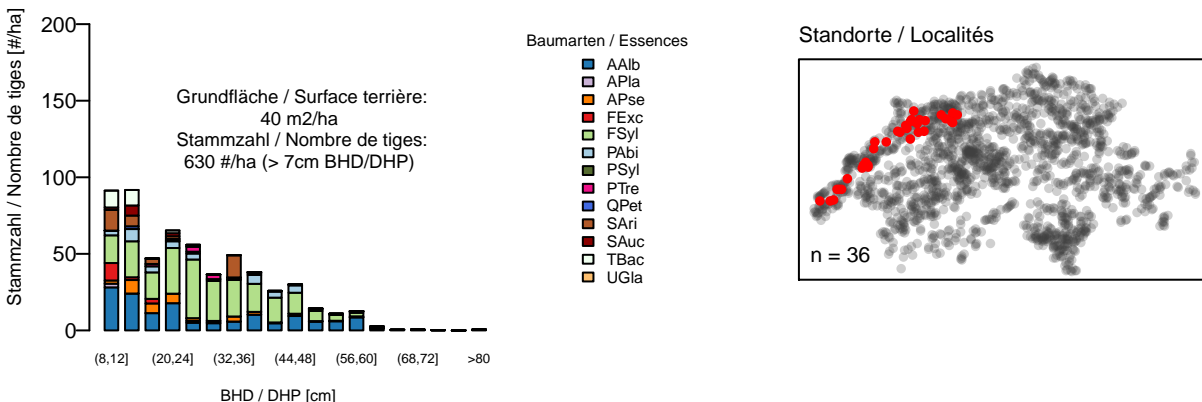 Stammzahl / Nombre de tiges [#/ha]
200
150
100
50
0
Grundfläche / Surface terrière:
40 m2/ha
Stammzahl / Nombre de tiges:
630 #/ha (> 7cm BHD/DHP)
(8,12]
(20,24]
(32,36]
(44,48]
(56,60]
(68,72]
>80
BHD / DHP [cm]
Baumarten / Essences
AAlb
APla
APse
FExc
FSyl
PAbi
PSyl
PTre
QPet
SAri
SAuc
TBac
UGla
Standorte / Localités
n = 36